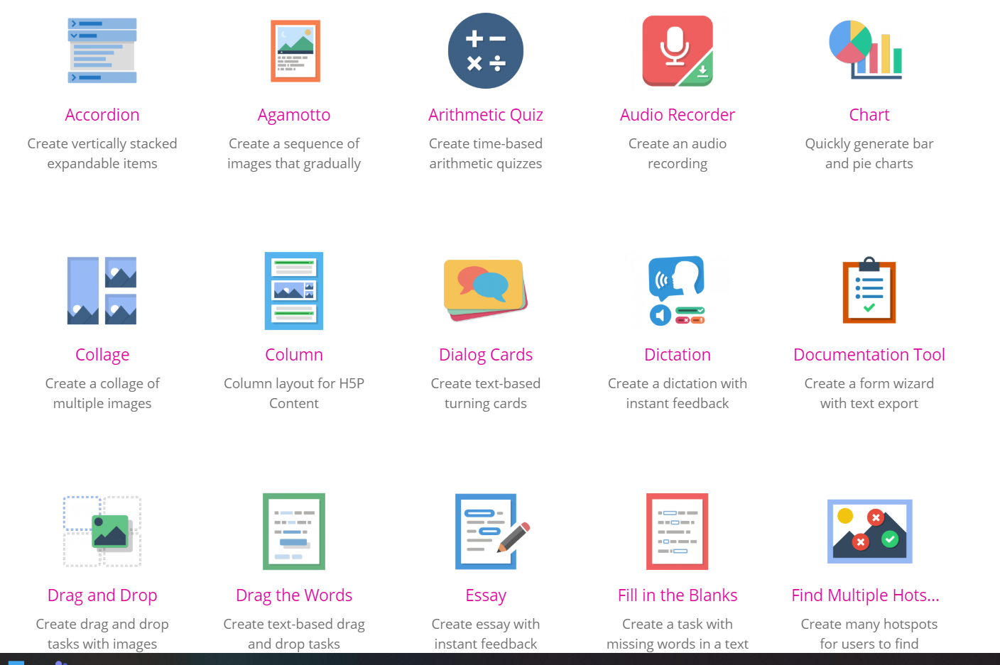 Accordion
Create vertically stacked
expandable items
Agamotto
Create a sequence of
images that gradually
Arithmetic Quiz
Create time-based
arithmetic quizzes
Audio Recorder
Create an audio
recording
Chart
Quickly generate bar
and pie charts
Collage
Create a collage of
multiple images
Column
Column layout for H5P
Content
Dialog Cards
Create text-based
turning cards
Dictation
Create a dictation with
instant feedback
Documentation Tool
Create a form wizard
with text export
Drag and Drop
Create drag and drop
tasks with images
Drag the Words
Create text-based drag
and drop tasks
Essay
Create essay with
instant feedback
Fill in the Blanks
Create a task with
missing words in a text
Find Multiple Hots...
Create many hotspots
for users to find